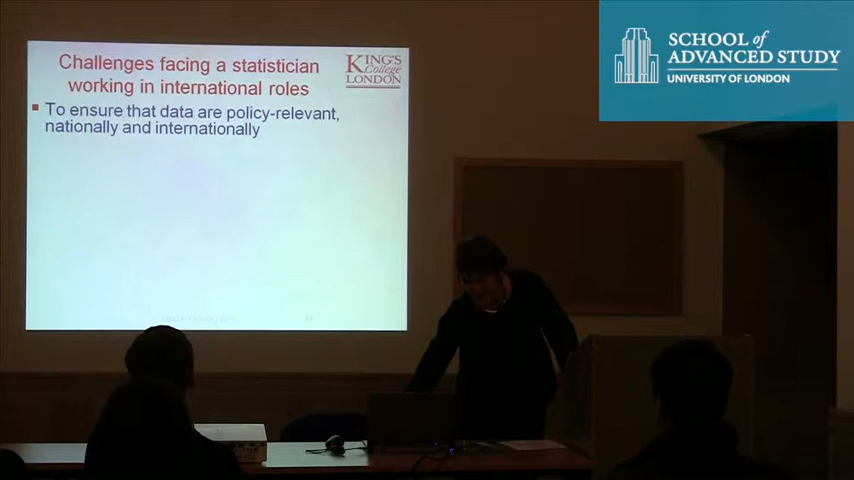 Challenges facing a statistician
working in international roles
KING'S
College
LONDON
To ensure that data are policy-relevant,
nationally and internationally
SCHOOL of
ADVANCED STUDY
UNIVERSITY OF LONDON